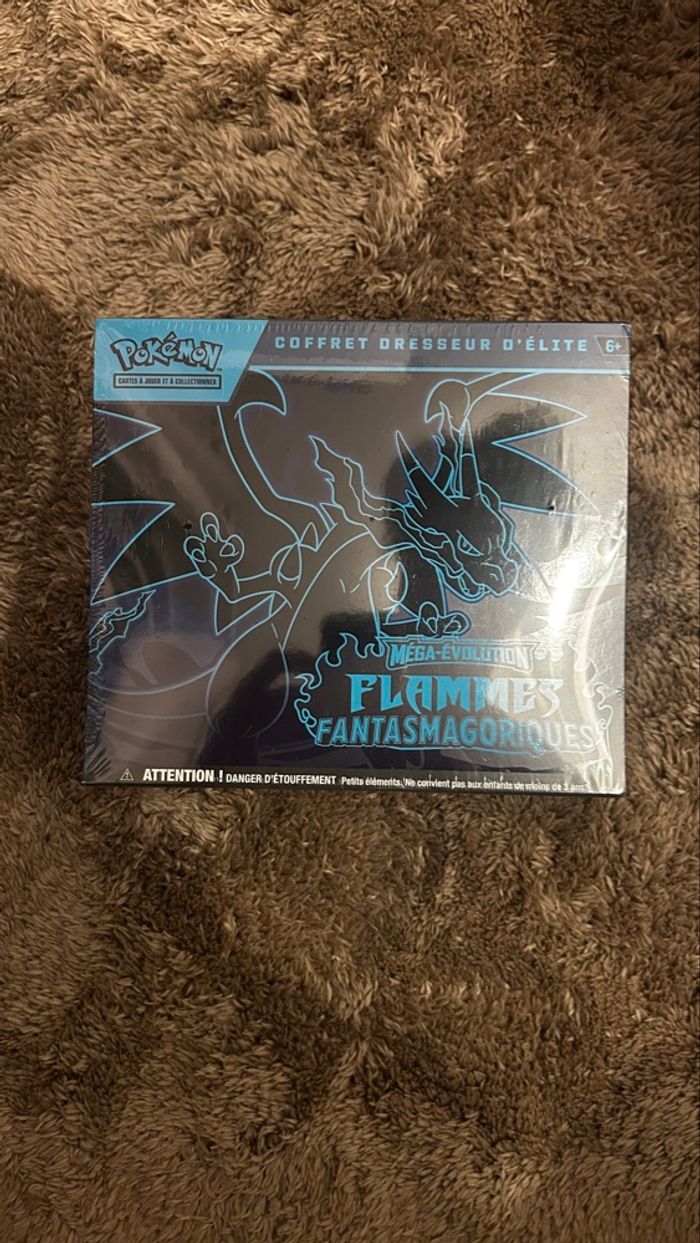 POKÉMON
CARTES À JOUER ET À COLLECTIONNER
COFFRET DRESSEUR D'ÉLITE
6+
MÉGA-ÉVOLUTION
FLAMMES
FANTASMAGORIQUES
ATTENTION ! DANGER D'ÉTOUFFEMENT Petits éléments. Ne convient pas aux enfants de moins de 3 ans.